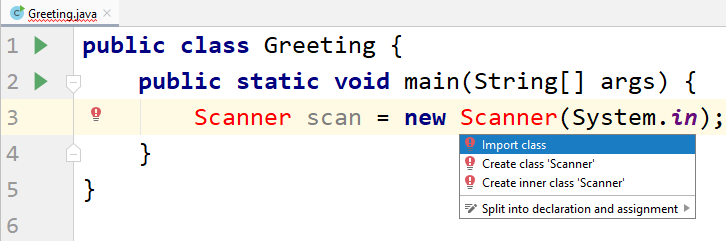 Greeting.java
1 public class Greeting {
2 public static void main(String[] args) {
3 Scanner scan = new Scanner(System.in);
Import class
4 }
Create class 'Scanner'
Create inner class 'Scanner'
5 }
Split into declaration and assignment
6